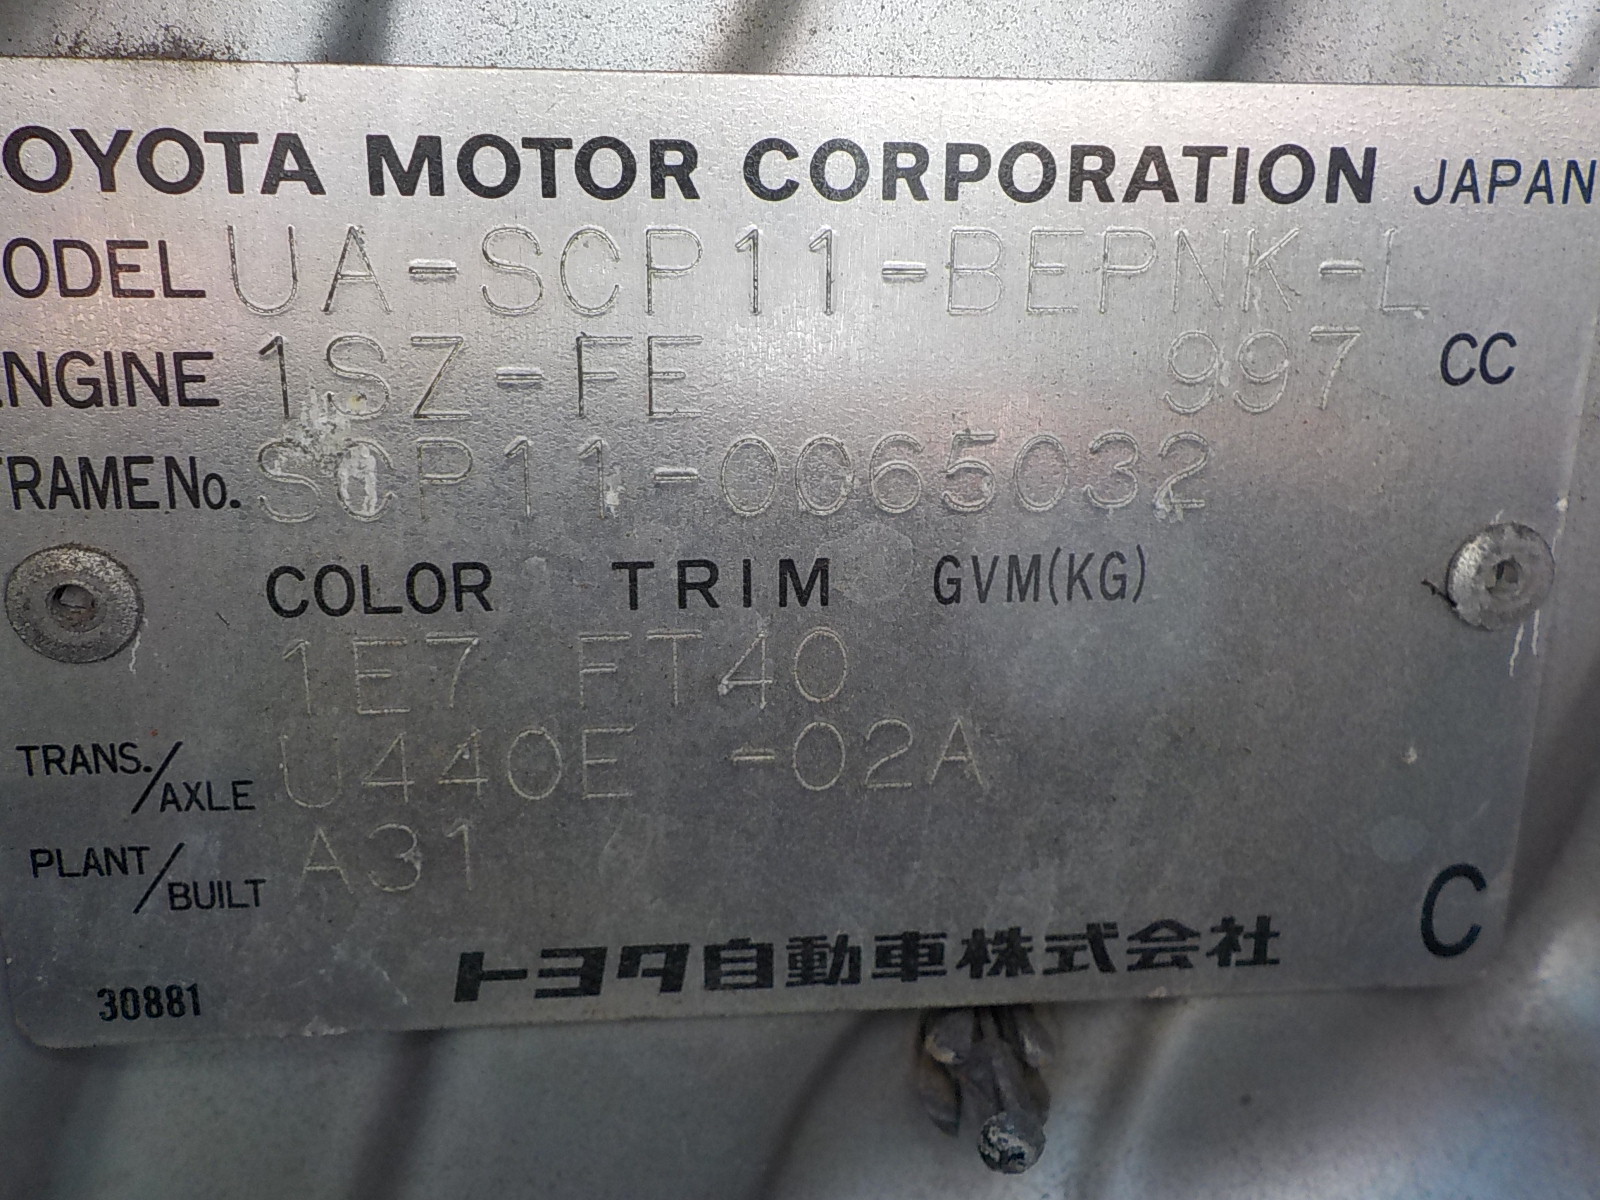 OYOTA MOTOR CORPORATION JAPAN
ODEL UA-SCP11-BEPNK-L
NGINE 1SZ-FE 997 CC
RAME No. SCP11-0065032
COLOR TRIM GVM(KG)
1E7 FT40
TRANS./AXLE U440E -02A
PLANT/BUILT A31
トヨタ自動車株式会社 C
30881